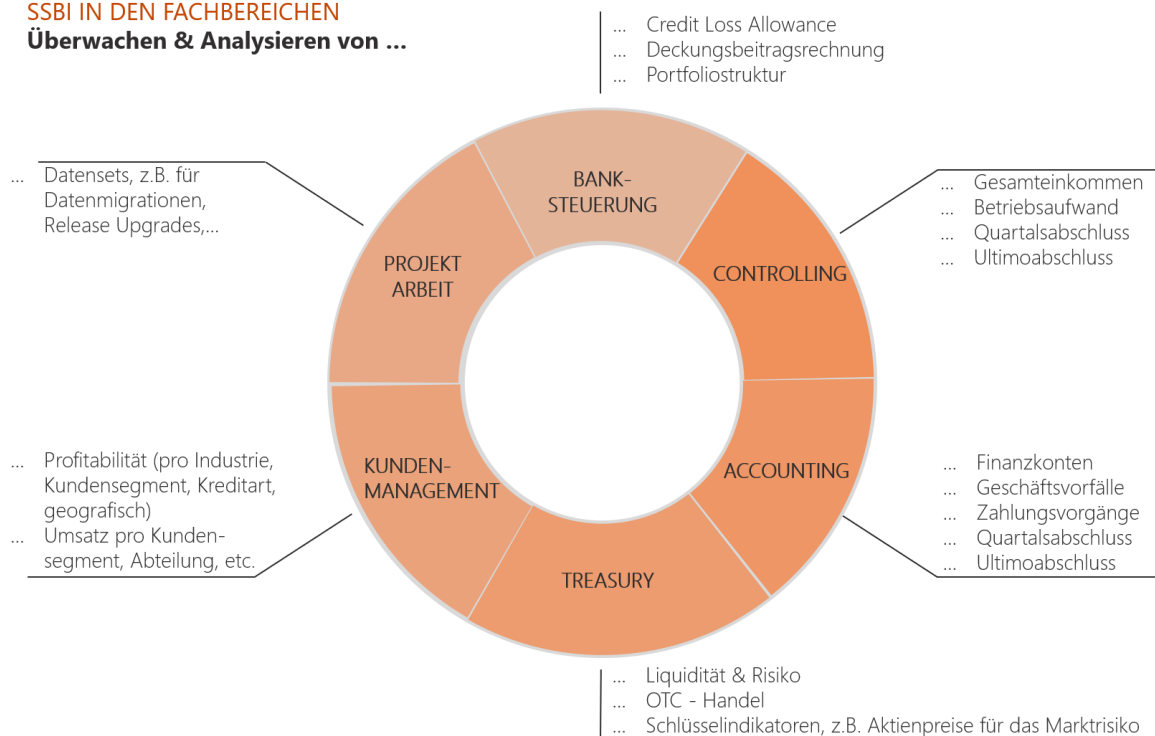 SSBI IN DEN FACHBEREICHEN
Überwachen & Analysieren von ...
... Credit Loss Allowance
... Deckungsbeitragsrechnung
... Portfoliostruktur
BANK-
STEUERUNG
... Gesamteinkommen
... Betriebsaufwand
... Quartalsabschluss
... Ultimoabschluss
CONTROLLING
... Finanzkonten
... Geschäftsvorfälle
... Zahlungsvorgänge
... Quartalsabschluss
... Ultimoabschluss
ACCOUNTING
TREASURY
... Liquidität & Risiko
... OTC - Handel
... Schlüsselindikatoren, z.B. Aktienpreise für das Marktrisiko
KUNDEN-
MANAGEMENT
... Profitabilität (pro Industrie,
Kundensegment, Kreditart,
geografisch)
... Umsatz pro Kunden-
segment, Abteilung, etc.
PROJEKT
ARBEIT
... Datensets, z.B. für
Datenmigrationen,
Release Upgrades,...